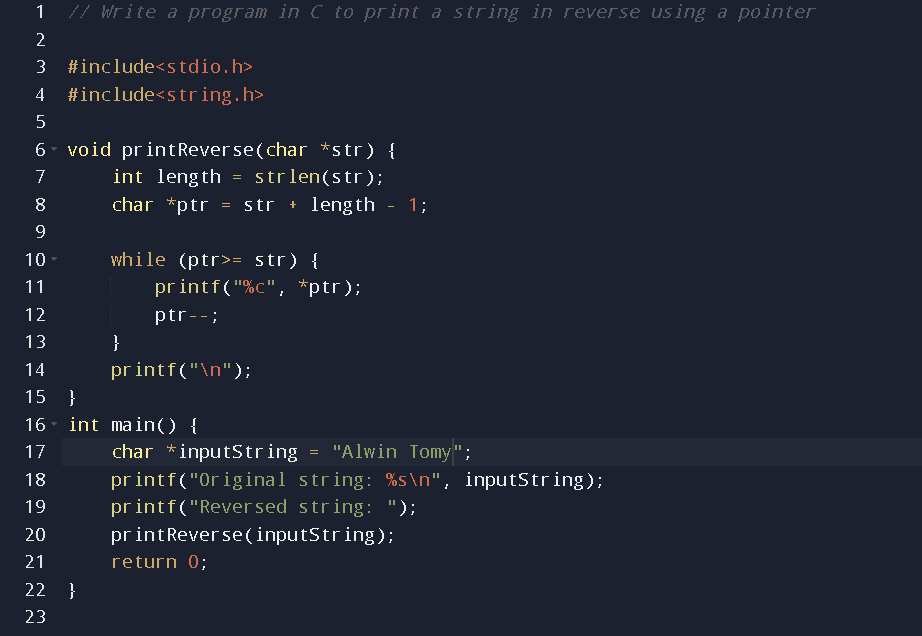 1 // Write a program in C to print a string in reverse using a pointer
2
3 #include<stdio.h>
4 #include<string.h>
5
6 void printReverse(char *str) {
7     int length = strlen(str);
8     char *ptr = str + length - 1;
9
10     while (ptr>= str) {
11         printf("%c", *ptr);
12         ptr--;
13     }
14     printf("\n");
15 }
16 int main() {
17     char *inputString = "Alwin Tomy";
18     printf("Original string: %s\n", inputString);
19     printf("Reversed string: ");
20     printReverse(inputString);
21     return 0;
22 }
23